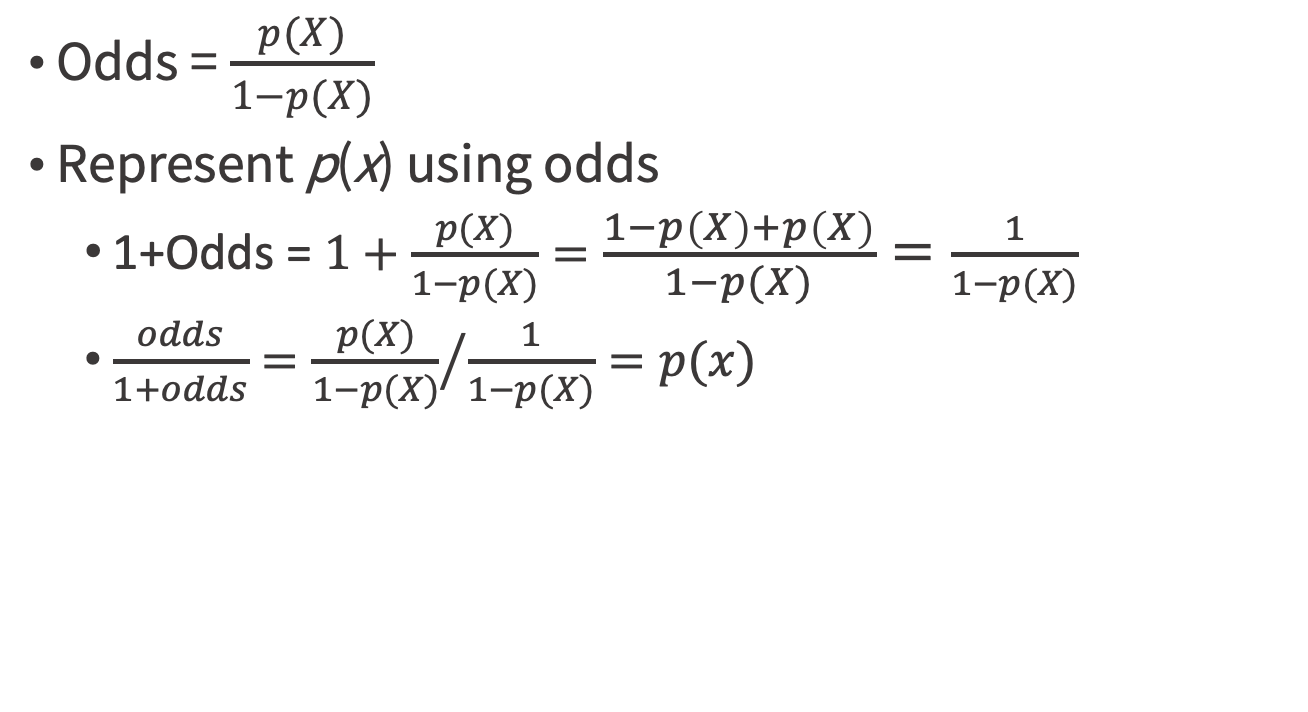 • Odds = p(X)/1−p(X)
• Represent p(x) using odds
• 1+Odds = 1 + p(X)/1−p(X) = 1−p(X)+p(X)/1−p(X) = 1/1−p(X)
• odds/1+odds = p(X)/1−p(X) / 1/1−p(X) = p(x)